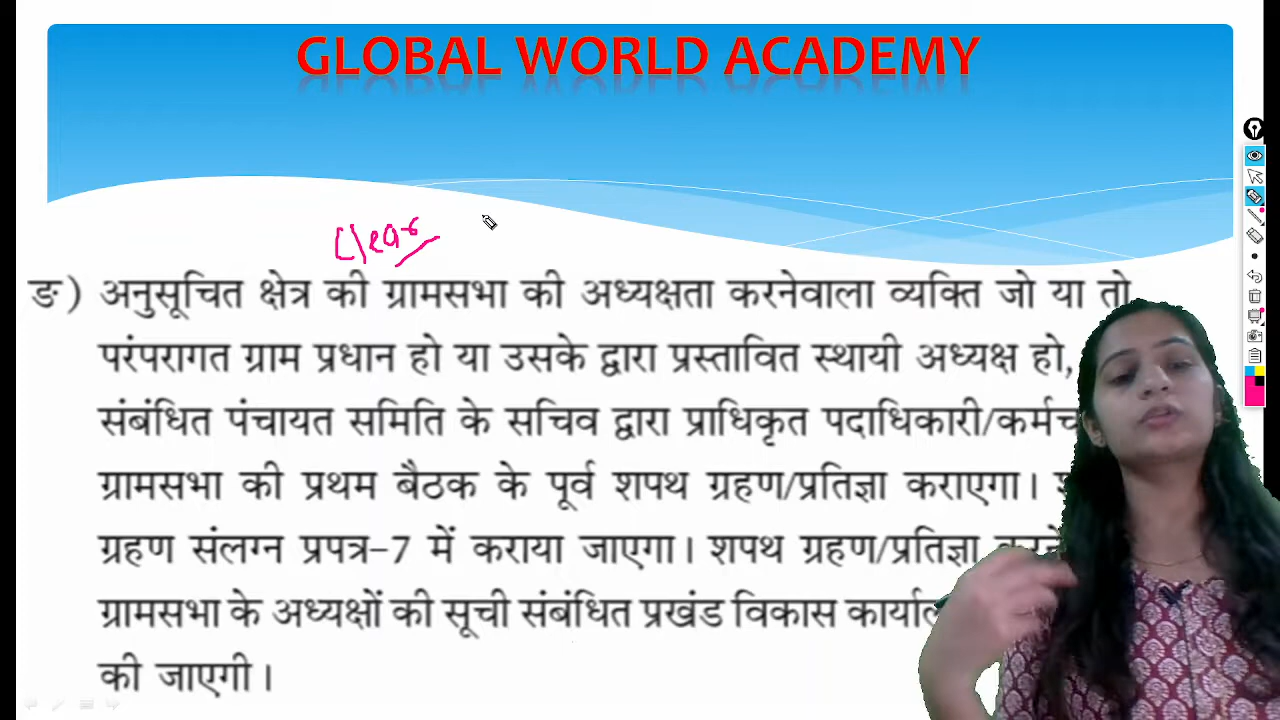 GLOBAL WORLD ACADEMY
Clear
ङ) अनुसूचित क्षेत्र की ग्रामसभा की अध्यक्षता करनेवाला व्यक्ति जो या तो
परंपरागत ग्राम प्रधान हो या उसके द्वारा प्रस्तावित स्थायी अध्यक्ष हो,
संबंधित पंचायत समिति के सचिव द्वारा प्राधिकृत पदाधिकारी/
ग्रामसभा की प्रथम बैठक के पूर्व शपथ ग्रहण/प्रतिज्ञा कराएगा।
ग्रहण संलग्न प्रपत्र-7 में कराया जाएगा। शपथ ग्रहण/प्रतिज्ञा
ग्रामसभा के अध्यक्षों की सूची संबंधित प्रखंड विकास
की जाएगी।